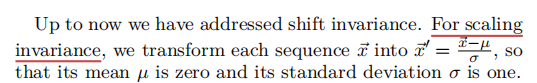 Up to now we have addressed shift invariance. For scaling
invariance, we transform each sequence x⃗ into x⃗′ = (x⃗−μ)/σ, so
that its mean μ is zero and its standard deviation σ is one.